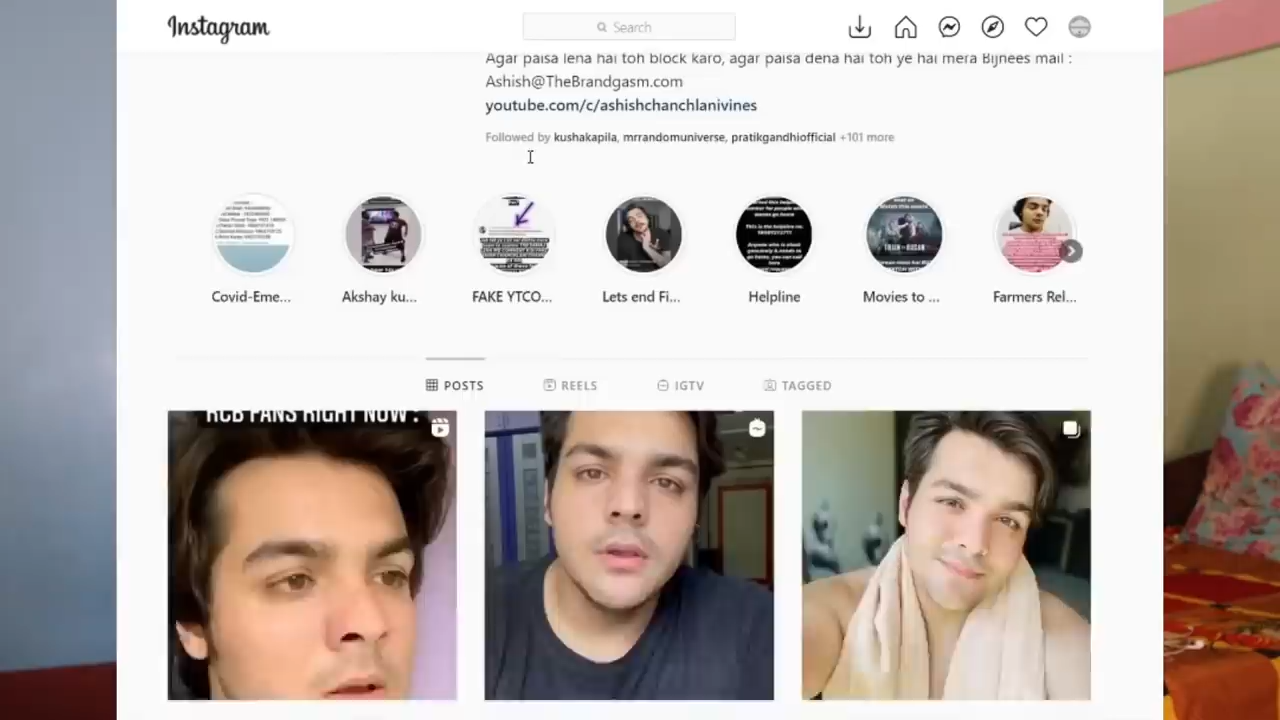 Instagram
Search
Agar paisa lena hai toh block karo, agar paisa dena hai toh ye hai mera Bijnees mail :
Ashish@TheBrandgasm.com
youtube.com/c/ashishchanchlanivines
Followed by kushakapila, mrrandomuniverse, pratikgandhiofficial +101 more
Covid-Eme... Akshay ku... FAKE YTCO... Lets end Fi... Helpline Movies to ... Farmers Rel...
POSTS REELS IGTV TAGGED
RCB FANS RIGHT NOW :